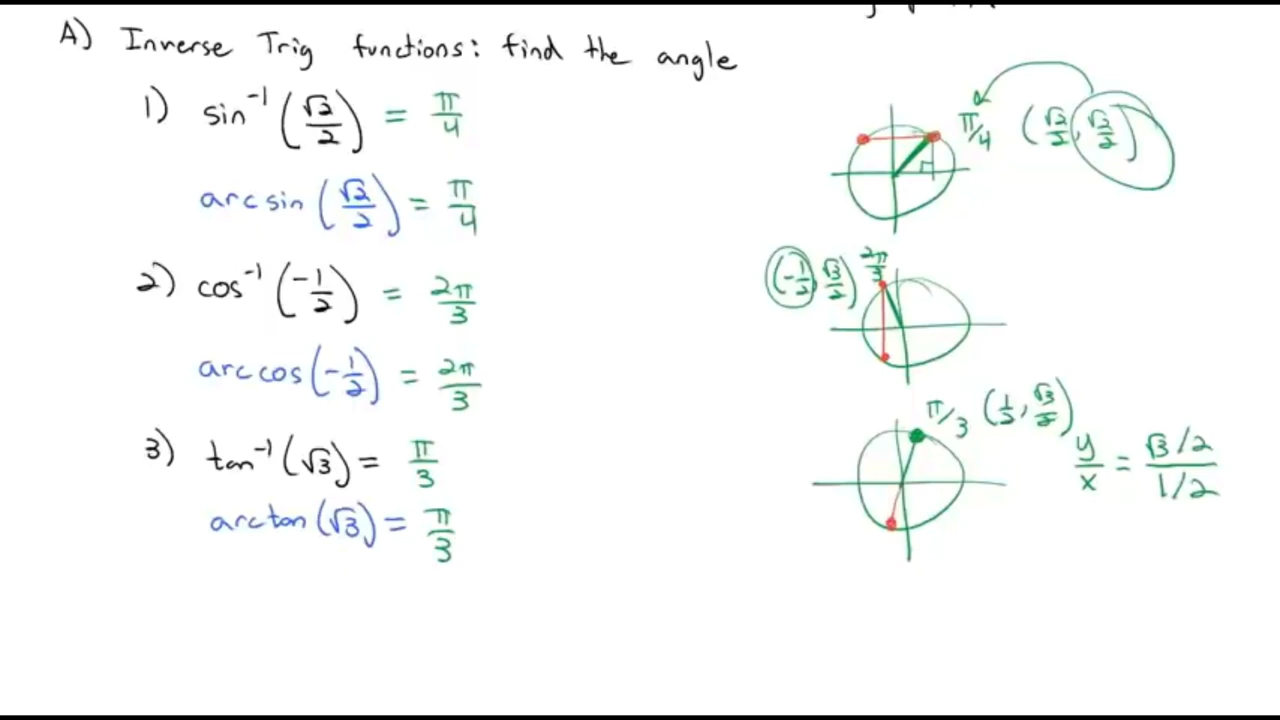 A) Inverse Trig functions: find the angle
1) sin⁻¹(√2/2) = π/4
π/4 (√2/2, √2/2)
arcsin(√2/2) = π/4
2) cos⁻¹(-1/2) = 2π/3
(-1/2, √3/2) 2π/3
arccos(-1/2) = 2π/3
3) tan⁻¹(√3) = π/3
π/3 (1/2, √3/2)
y/x = √3/2 / 1/2
arctan(√3) = π/3